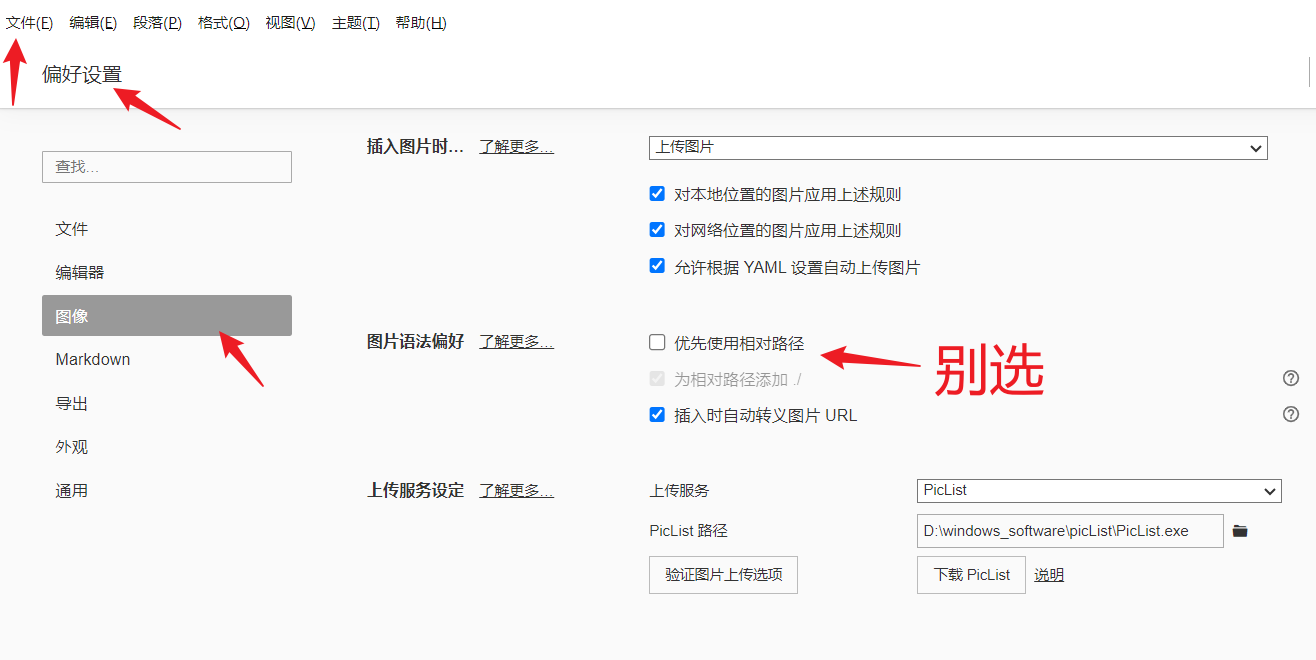 文件(F) 编辑(E) 段落(P) 格式(O) 视图(V) 主题(T) 帮助(H)
偏好设置
查找...
文件
编辑器
图像
Markdown
导出
外观
通用
插入图片时... 了解更多... 上传图片
对本地位置的图片应用上述规则
对网络位置的图片应用上述规则
允许根据 YAML 设置自动上传图片
图片语法偏好 了解更多... 优先使用相对路径
别选
为相对路径添加 ./
插入时自动转义图片 URL
上传服务设定 了解更多... 上传服务 PicList
PicList 路径 D:\windows_software\picList\PicList.exe
验证图片上传选项 下载 PicList 说明